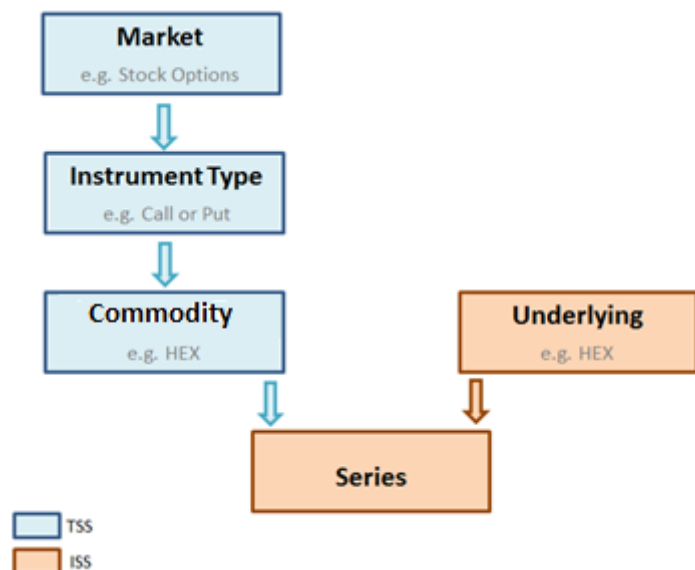 Market
e.g. Stock Options
Instrument Type
e.g. Call or Put
Commodity
e.g. HEX
Underlying
e.g. HEX
Series
TSS
ISS